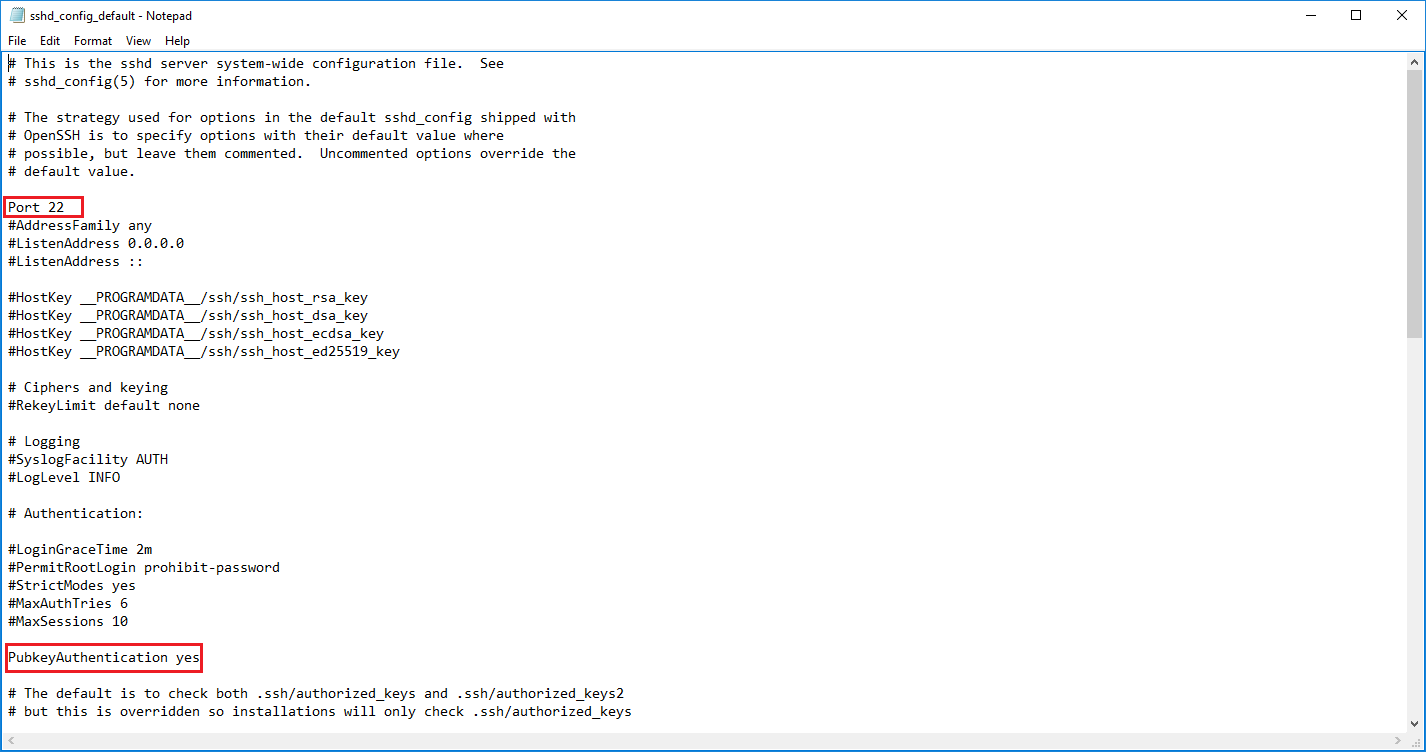 sshd_config_default - Notepad
File Edit Format View Help
# This is the sshd server system-wide configuration file.  See
# sshd_config(5) for more information.
# The strategy used for options in the default sshd_config shipped with
# OpenSSH is to specify options with their default value where
# possible, but leave them commented.  Uncommented options override the
# default value.
Port 22
#AddressFamily any
#ListenAddress 0.0.0.0
#ListenAddress ::
#HostKey __PROGRAMDATA__/ssh/ssh_host_rsa_key
#HostKey __PROGRAMDATA__/ssh/ssh_host_dsa_key
#HostKey __PROGRAMDATA__/ssh/ssh_host_ecdsa_key
#HostKey __PROGRAMDATA__/ssh/ssh_host_ed25519_key
# Ciphers and keying
#RekeyLimit default none
# Logging
#SyslogFacility AUTH
#LogLevel INFO
# Authentication:
#LoginGraceTime 2m
#PermitRootLogin prohibit-password
#StrictModes yes
#MaxAuthTries 6
#MaxSessions 10
PubkeyAuthentication yes
# The default is to check both .ssh/authorized_keys and .ssh/authorized_keys2
# but this is overridden so installations will only check .ssh/authorized_keys